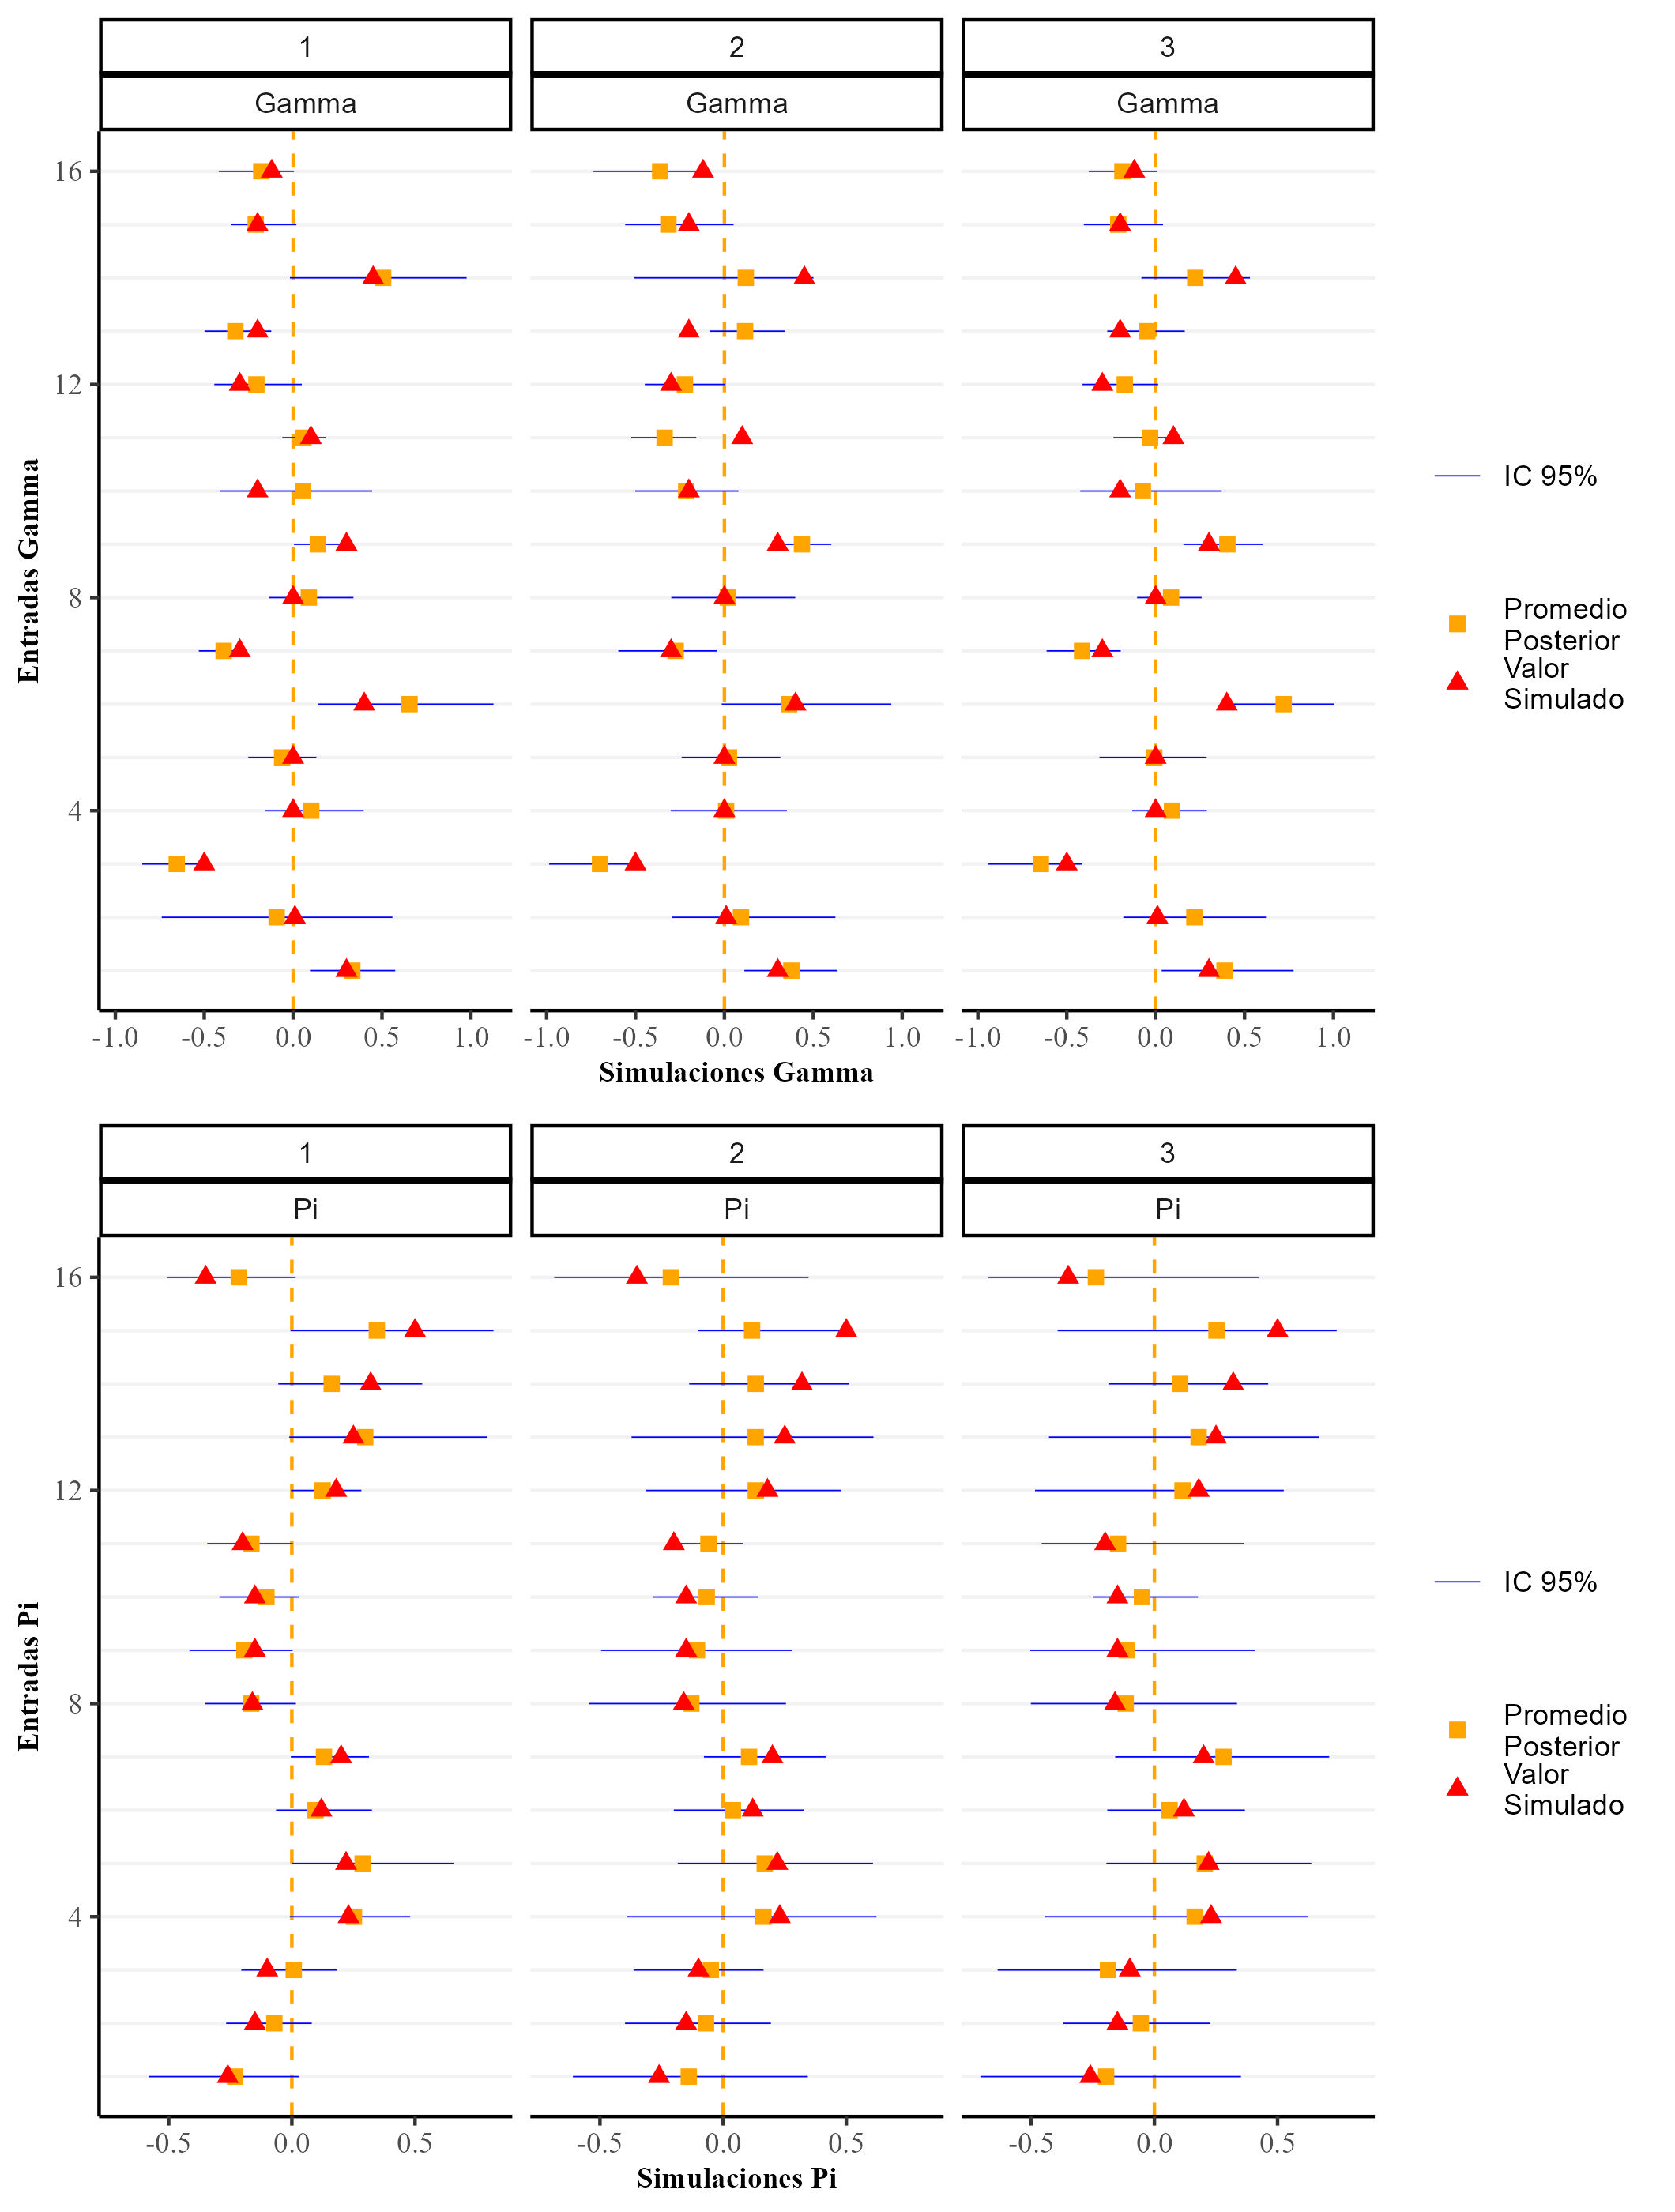 1 2 3
Gamma Gamma Gamma
16
12
8
4
Entradas Gamma
-1.0 -0.5 0.0 0.5 1.0 -1.0 -0.5 0.0 0.5 1.0 -1.0 -0.5 0.0 0.5 1.0
Simulaciones Gamma
IC 95%
Promedio
Posterior
Valor
Simulado
1 2 3
Pi Pi Pi
16
12
8
4
Entradas Pi
-0.5 0.0 0.5 -0.5 0.0 0.5 -0.5 0.0 0.5
Simulaciones Pi
IC 95%
Promedio
Posterior
Valor
Simulado